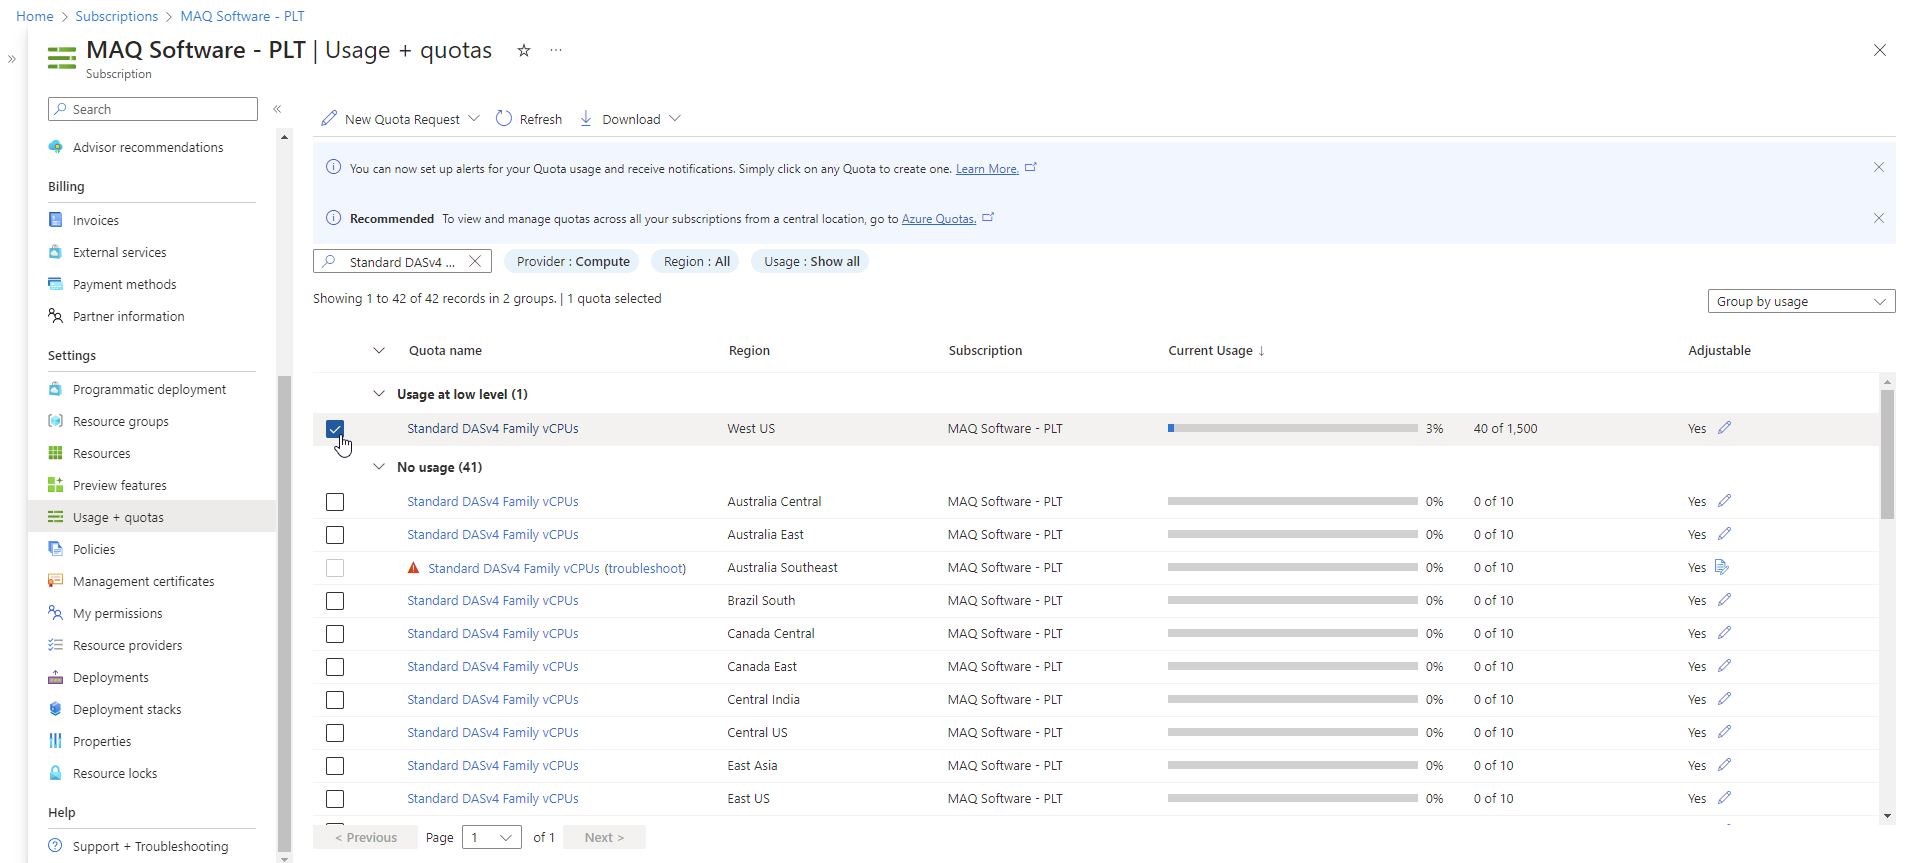 Home > Subscriptions > MAQ Software - PLT
MAQ Software - PLT | Usage + quotas
Subscription
Search
Advisor recommendations
Billing
Invoices
External services
Payment methods
Partner information
Settings
Programmatic deployment
Resource groups
Resources
Preview features
Usage + quotas
Policies
Management certificates
My permissions
Resource providers
Deployments
Deployment stacks
Properties
Resource locks
Help
Support + Troubleshooting
New Quota Request Refresh Download
You can now set up alerts for your Quota usage and receive notifications. Simply click on any Quota to create one. Learn More.
Recommended To view and manage quotas across all your subscriptions from a central location, go to Azure Quotas.
Standard DASv4 ... Provider : Compute Region : All Usage : Show all
Showing 1 to 42 of 42 records in 2 groups. | 1 quota selected
Group by usage
Quota name Region Subscription Current Usage ↓ Adjustable
Usage at low level (1)
Standard DASv4 Family vCPUs West US MAQ Software - PLT 3% 40 of 1,500 Yes
No usage (41)
Standard DASv4 Family vCPUs Australia Central MAQ Software - PLT 0% 0 of 10 Yes
Standard DASv4 Family vCPUs Australia East MAQ Software - PLT 0% 0 of 10 Yes
Standard DASv4 Family vCPUs (troubleshoot) Australia Southeast MAQ Software - PLT 0% 0 of 10 Yes
Standard DASv4 Family vCPUs Brazil South MAQ Software - PLT 0% 0 of 10 Yes
Standard DASv4 Family vCPUs Canada Central MAQ Software - PLT 0% 0 of 10 Yes
Standard DASv4 Family vCPUs Canada East MAQ Software - PLT 0% 0 of 10 Yes
Standard DASv4 Family vCPUs Central India MAQ Software - PLT 0% 0 of 10 Yes
Standard DASv4 Family vCPUs Central US MAQ Software - PLT 0% 0 of 10 Yes
Standard DASv4 Family vCPUs East Asia MAQ Software - PLT 0% 0 of 10 Yes
Standard DASv4 Family vCPUs East US MAQ Software - PLT 0% 0 of 10 Yes
< Previous Page 1 of 1 Next >